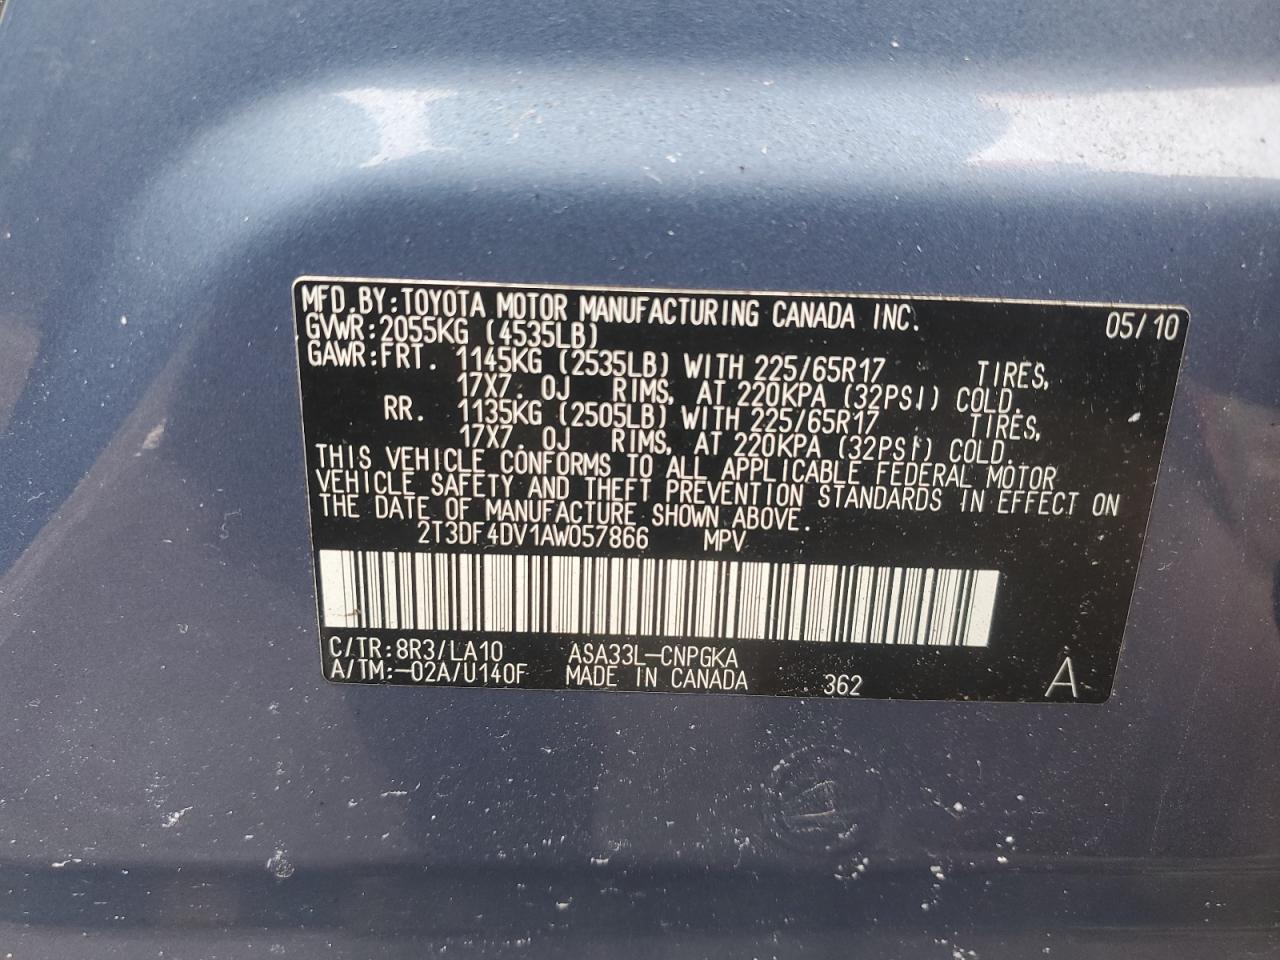 MFD.BY:TOYOTA MOTOR MANUFACTURING CANADA INC. 05/10
GVWR:2055KG (4535LB)
GAWR:FRT. 1145KG (2535LB) WITH 225/65R17 TIRES,
17X7.0J RIMS, AT 220KPA (32PSI) COLD.
RR. 1135KG (2505LB) WITH 225/65R17 TIRES,
17X7.0J RIMS, AT 220KPA (32PSI) COLD.
THIS VEHICLE CONFORMS TO ALL APPLICABLE FEDERAL MOTOR
VEHICLE SAFETY AND THEFT PREVENTION STANDARDS IN EFFECT ON
THE DATE OF MANUFACTURE SHOWN ABOVE.
2T3DF4DV1AW057866 MPV
C/TR:8R3/LA10 ASA33L-CNPGKA
A/TM:-02A/U140F MADE IN CANADA 362 A